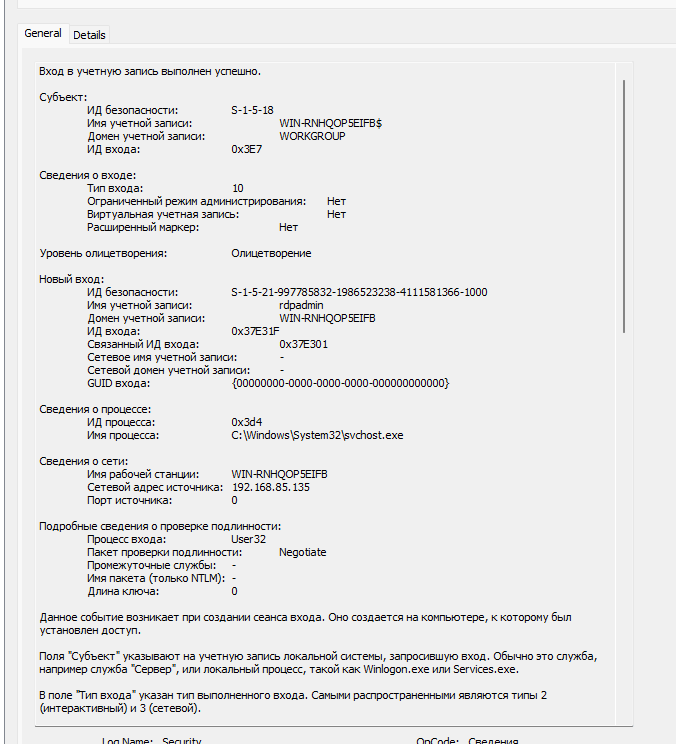 General
Details
Вход в учетную запись выполнен успешно.
Субъект:
ИД безопасности: S-1-5-18
Имя учетной записи: WIN-RNHQOP5EIFB$
Домен учетной записи: WORKGROUP
ИД входа: 0x3E7
Сведения о входе:
Тип входа: 10
Ограниченный режим администрирования: Нет
Виртуальная учетная запись: Нет
Расширенный маркер: Нет
Уровень олицетворения: Олицетворение
Новый вход:
ИД безопасности: S-1-5-21-997785832-1986523238-4111581366-1000
Имя учетной записи: rdpadmin
Домен учетной записи: WIN-RNHQOP5EIFB
ИД входа: 0x37E31F
Связанный ИД входа: 0x37E301
Сетевое имя учетной записи: -
Сетевой домен учетной записи: -
GUID входа: {00000000-0000-0000-0000-000000000000}
Сведения о процессе:
ИД процесса: 0x3d4
Имя процесса: C:\Windows\System32\svchost.exe
Сведения о сети:
Имя рабочей станции: WIN-RNHQOP5EIFB
Сетевой адрес источника: 192.168.85.135
Порт источника: 0
Подробные сведения о проверке подлинности:
Процесс входа: User32
Пакет проверки подлинности: Negotiate
Промежуточные службы: -
Имя пакета (только NTLM): -
Длина ключа: 0
Данное событие возникает при создании сеанса входа. Оно создается на компьютере, к которому был
установлен доступ.
Поля "Субъект" указывают на учетную запись локальной системы, запросившую вход. Обычно это служба,
например служба "Сервер", или локальный процесс, такой как Winlogon.exe или Services.exe.
В поле "Тип входа" указан тип выполненного входа. Самыми распространенными являются типы 2
(интерактивный) и 3 (сетевой).
Log Name: Security OpCode: Сведения